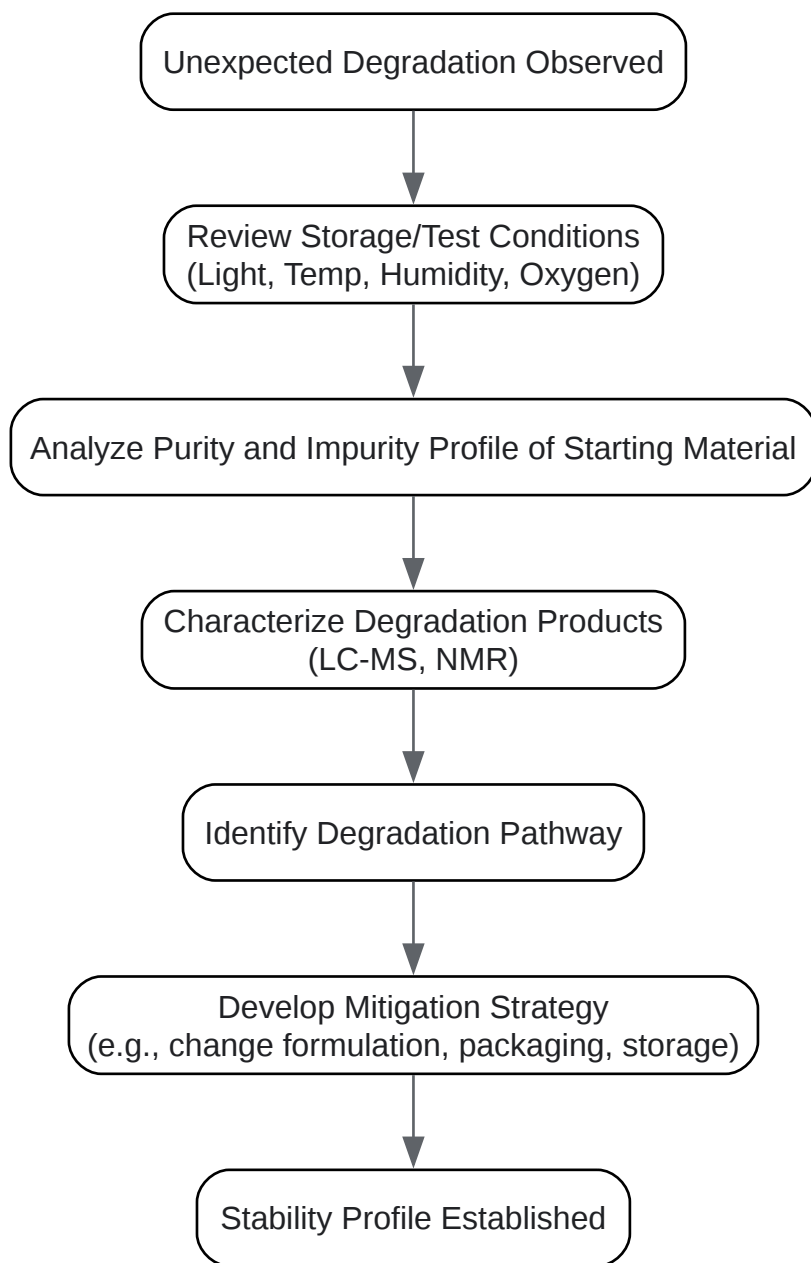 Unexpected Degradation Observed
Review Storage/Test Conditions
(Light, Temp, Humidity, Oxygen)
Analyze Purity and Impurity Profile of Starting Material
Characterize Degradation Products
(LC-MS, NMR)
Identify Degradation Pathway
Develop Mitigation Strategy
(e.g., change formulation, packaging, storage)
Stability Profile Established